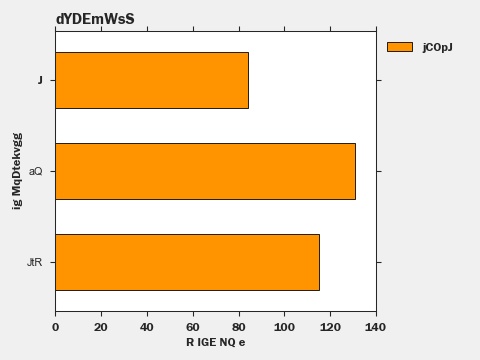 dYDEmWsS
jCOpJ
J
aQ
JtR
ig MqDtekvgg
0 20 40 60 80 100 120 140
R IGE NQ e